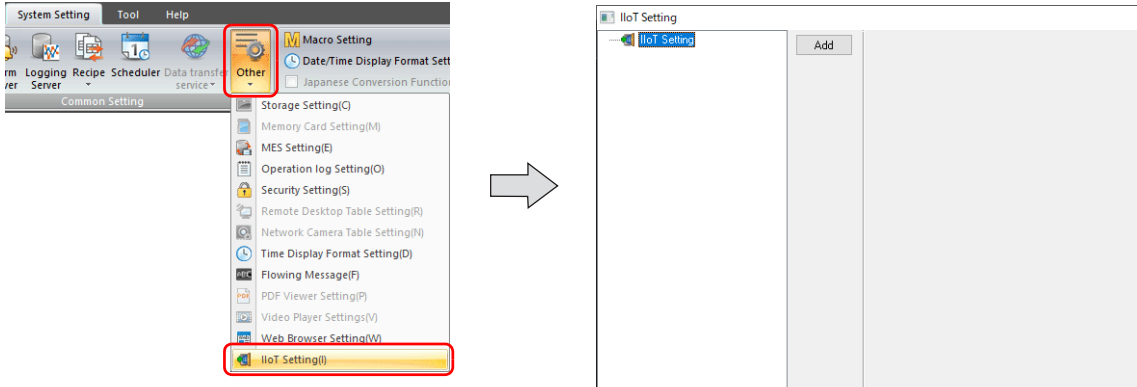 System Setting Tool Help
Macro Setting
Date/Time Display Format Sett
Japanese Conversion Function
rm Logging Recipe Scheduler Data transfer Other
ver Server service
Common Setting
Storage Setting(C)
Memory Card Setting(M)
MES Setting(E)
Operation log Setting(O)
Security Setting(S)
Remote Desktop Table Setting(R)
Network Camera Table Setting(N)
Time Display Format Setting(D)
ABC Flowing Message(F)
PDF PDF Viewer Setting(P)
Video Player Settings(V)
Web Browser Setting(W)
IIoT Setting(I)
IIoT Setting
IIoT Setting
Add